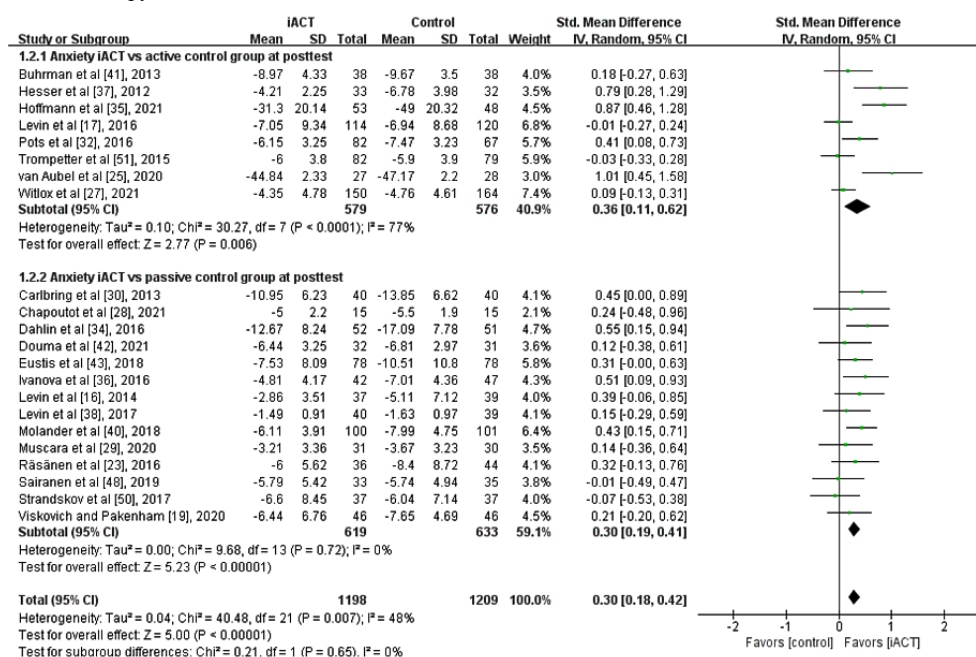 iACT Control Std. Mean Difference Std. Mean Difference
Study or Subgroup Mean SD Total Mean SD Total Weight IV, Random, 95% CI IV, Random, 95% CI
1.2.1 Anxiety iACT vs active control group at posttest
Buhrman et al [41], 2013 -8.97 4.33 38 -9.67 3.5 38 4.0% 0.18 [-0.27, 0.63]
Hesser et al [37], 2012 -4.21 2.25 33 -6.78 3.98 32 3.5% 0.79 [0.28, 1.29]
Hoffmann et al [35], 2021 -31.3 20.14 53 -49 20.32 48 4.6% 0.87 [0.46, 1.28]
Levin et al [17], 2016 -7.05 9.34 114 -6.94 8.68 120 7.5% -0.01 [-0.27, 0.24]
Pots et al [32], 2016 -6.15 3.25 82 -7.47 3.23 67 6.0% 0.41 [0.08, 0.73]
Trompetter et al [51], 2015 -6 3.8 82 -5.9 3.9 79 6.3% -0.03 [-0.33, 0.28]
van Aubel et al [25], 2020 -44.84 2.33 27 -47.17 2.2 28 3.0% 1.01 [0.45, 1.58]
Witlox et al [27], 2021 -4.35 4.78 150 -4.76 4.61 164 8.4% 0.09 [-0.13, 0.31]
Subtotal (95% CI) 579 576 40.9% 0.36 [0.11, 0.62]
Heterogeneity: Tau² = 0.10; Chi² = 30.27, df = 7 (P < 0.0001); I² = 77%
Test for overall effect: Z = 2.77 (P = 0.006)
1.2.2 Anxiety iACT vs passive control group at posttest
Carlbring et al [30], 2013 -10.95 6.23 40 -13.85 6.62 40 4.1% 0.45 [0.00, 0.89]
Chapoutot et al [28], 2021 -5 2.2 15 -5.5 1.9 15 2.1% 0.24 [-0.48, 0.96]
Dahlin et al [34], 2016 -12.67 8.24 52 -17.09 7.78 51 4.8% 0.55 [0.15, 0.94]
Douma et al [42], 2021 -6.44 3.25 32 -6.81 2.97 31 3.6% 0.12 [-0.38, 0.61]
Eustis et al [43], 2018 -7.53 8.09 78 -10.51 10.8 78 6.2% 0.31 [-0.00, 0.63]
Ivanova et al [36], 2016 -4.81 4.17 42 -7.01 4.36 47 4.4% 0.51 [0.09, 0.93]
Levin et al [16], 2014 -2.86 3.51 37 -5.11 7.12 39 4.0% 0.39 [-0.06, 0.85]
Levin et al [38], 2017 -1.49 0.91 40 -1.63 0.97 39 4.1% 0.15 [-0.29, 0.59]
Molander et al [40], 2018 -6.11 3.91 100 -7.99 4.75 101 6.9% 0.43 [0.15, 0.71]
Muscara et al [29], 2020 -3.21 3.36 31 -3.67 3.23 30 3.5% 0.14 [-0.36, 0.64]
Räsänen et al [23], 2016 -6 5.62 36 -8.4 8.72 44 4.1% 0.32 [-0.13, 0.76]
Sairanen et al [48], 2019 -5.79 5.42 33 -5.74 4.94 35 3.7% -0.01 [-0.49, 0.47]
Strandskov et al [50], 2017 -6.6 8.45 37 -6.04 7.14 37 4.0% -0.07 [-0.53, 0.38]
Viskovich and Pakenham [19], 2020 -6.44 6.76 46 -7.65 4.69 46 4.5% 0.21 [-0.20, 0.62]
Subtotal (95% CI) 619 633 59.1% 0.30 [0.19, 0.41]
Heterogeneity: Tau² = 0.00; Chi² = 9.68, df = 13 (P = 0.72); I² = 0%
Test for overall effect: Z = 5.23 (P < 0.00001)
Total (95% CI) 1198 1209 100.0% 0.30 [0.18, 0.42]
Heterogeneity: Tau² = 0.04; Chi² = 40.48, df = 21 (P = 0.007); I² = 48%
Test for overall effect: Z = 5.00 (P < 0.00001)
Test for subgroup differences: Chi² = 0.21, df = 1 (P = 0.65), I² = 0%
-2 -1 0 1 2
Favors [control] Favors [iACT]